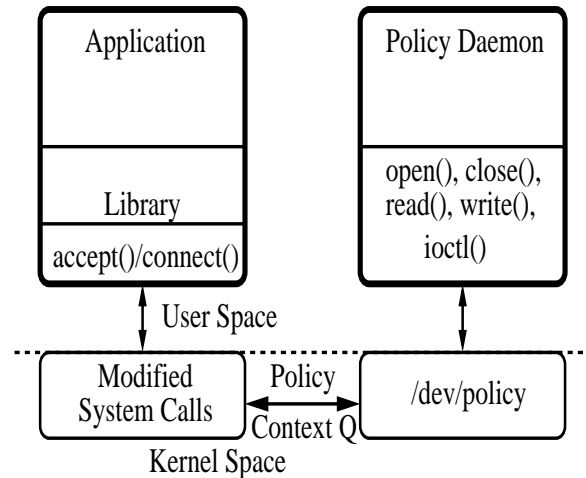 Application
Library
accept()/connect()
Policy Daemon
open(), close(),
read(), write(),
ioctl()
User Space
Modified
System Calls
Policy
Context Q
/dev/policy
Kernel Space